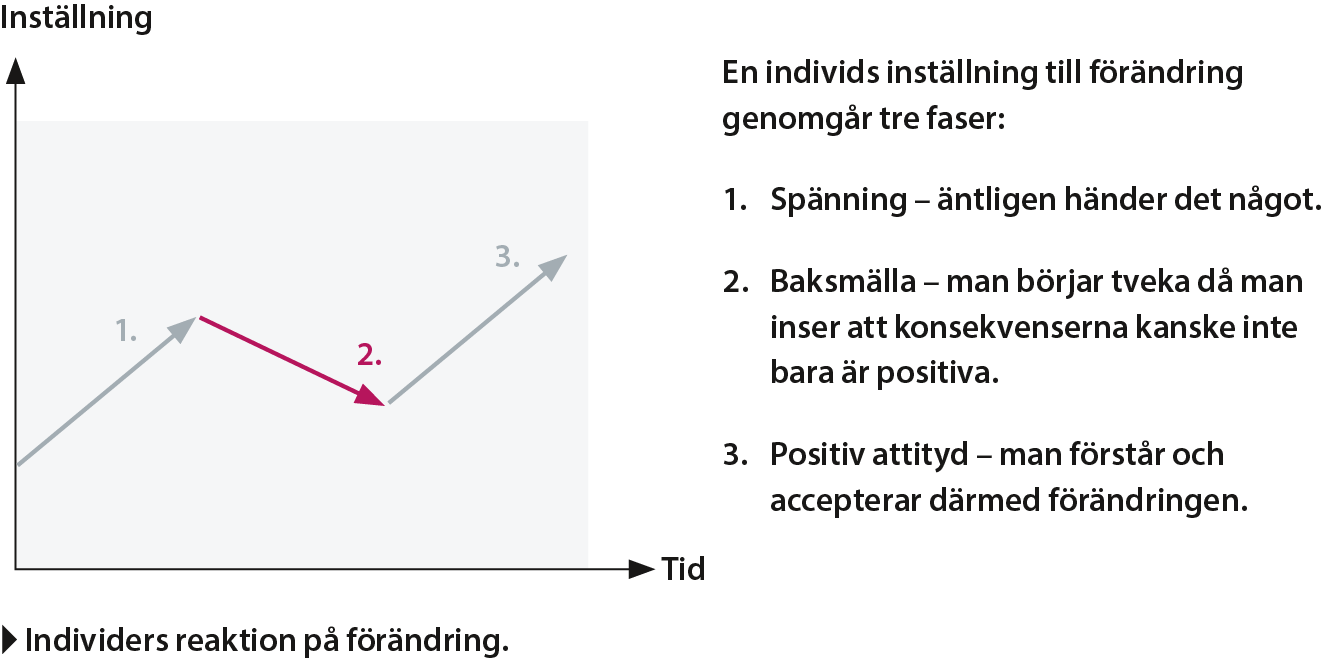 Inställning
1.
2.
3.
Tid
En individs inställning till förändring
genomgår tre faser:
1. Spänning – äntligen händer det något.
2. Baksmälla – man börjar tveka då man
inser att konsekvenserna kanske inte
bara är positiva.
3. Positiv attityd – man förstår och
accepterar därmed förändringen.
Individers reaktion på förändring.